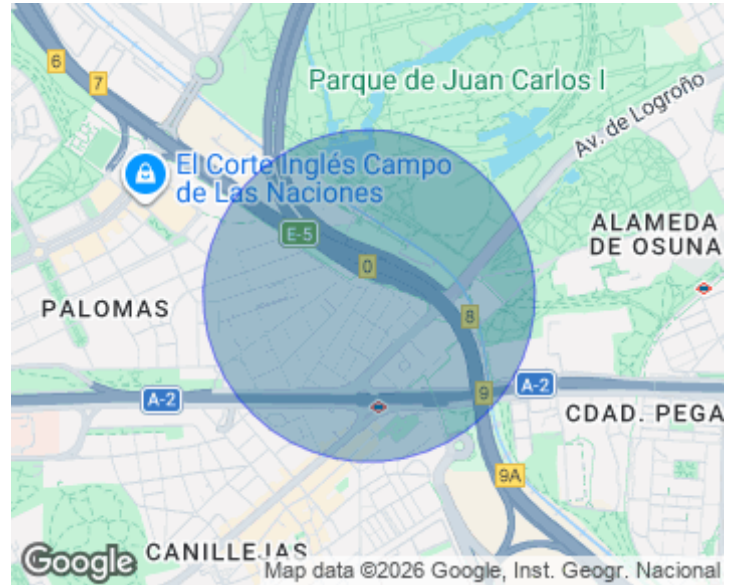 6
7
Parque de Juan Carlos I
Av. de Logroño
El Corte Inglés Campo
de Las Naciones
E-5
ALAMEDA
DE OSUNA
0
8
PALOMAS
A-2
9
A-2
CDAD. PEGA
9A
CANILLEJAS
Google
Map data ©2026 Google, Inst. Geogr. Nacional